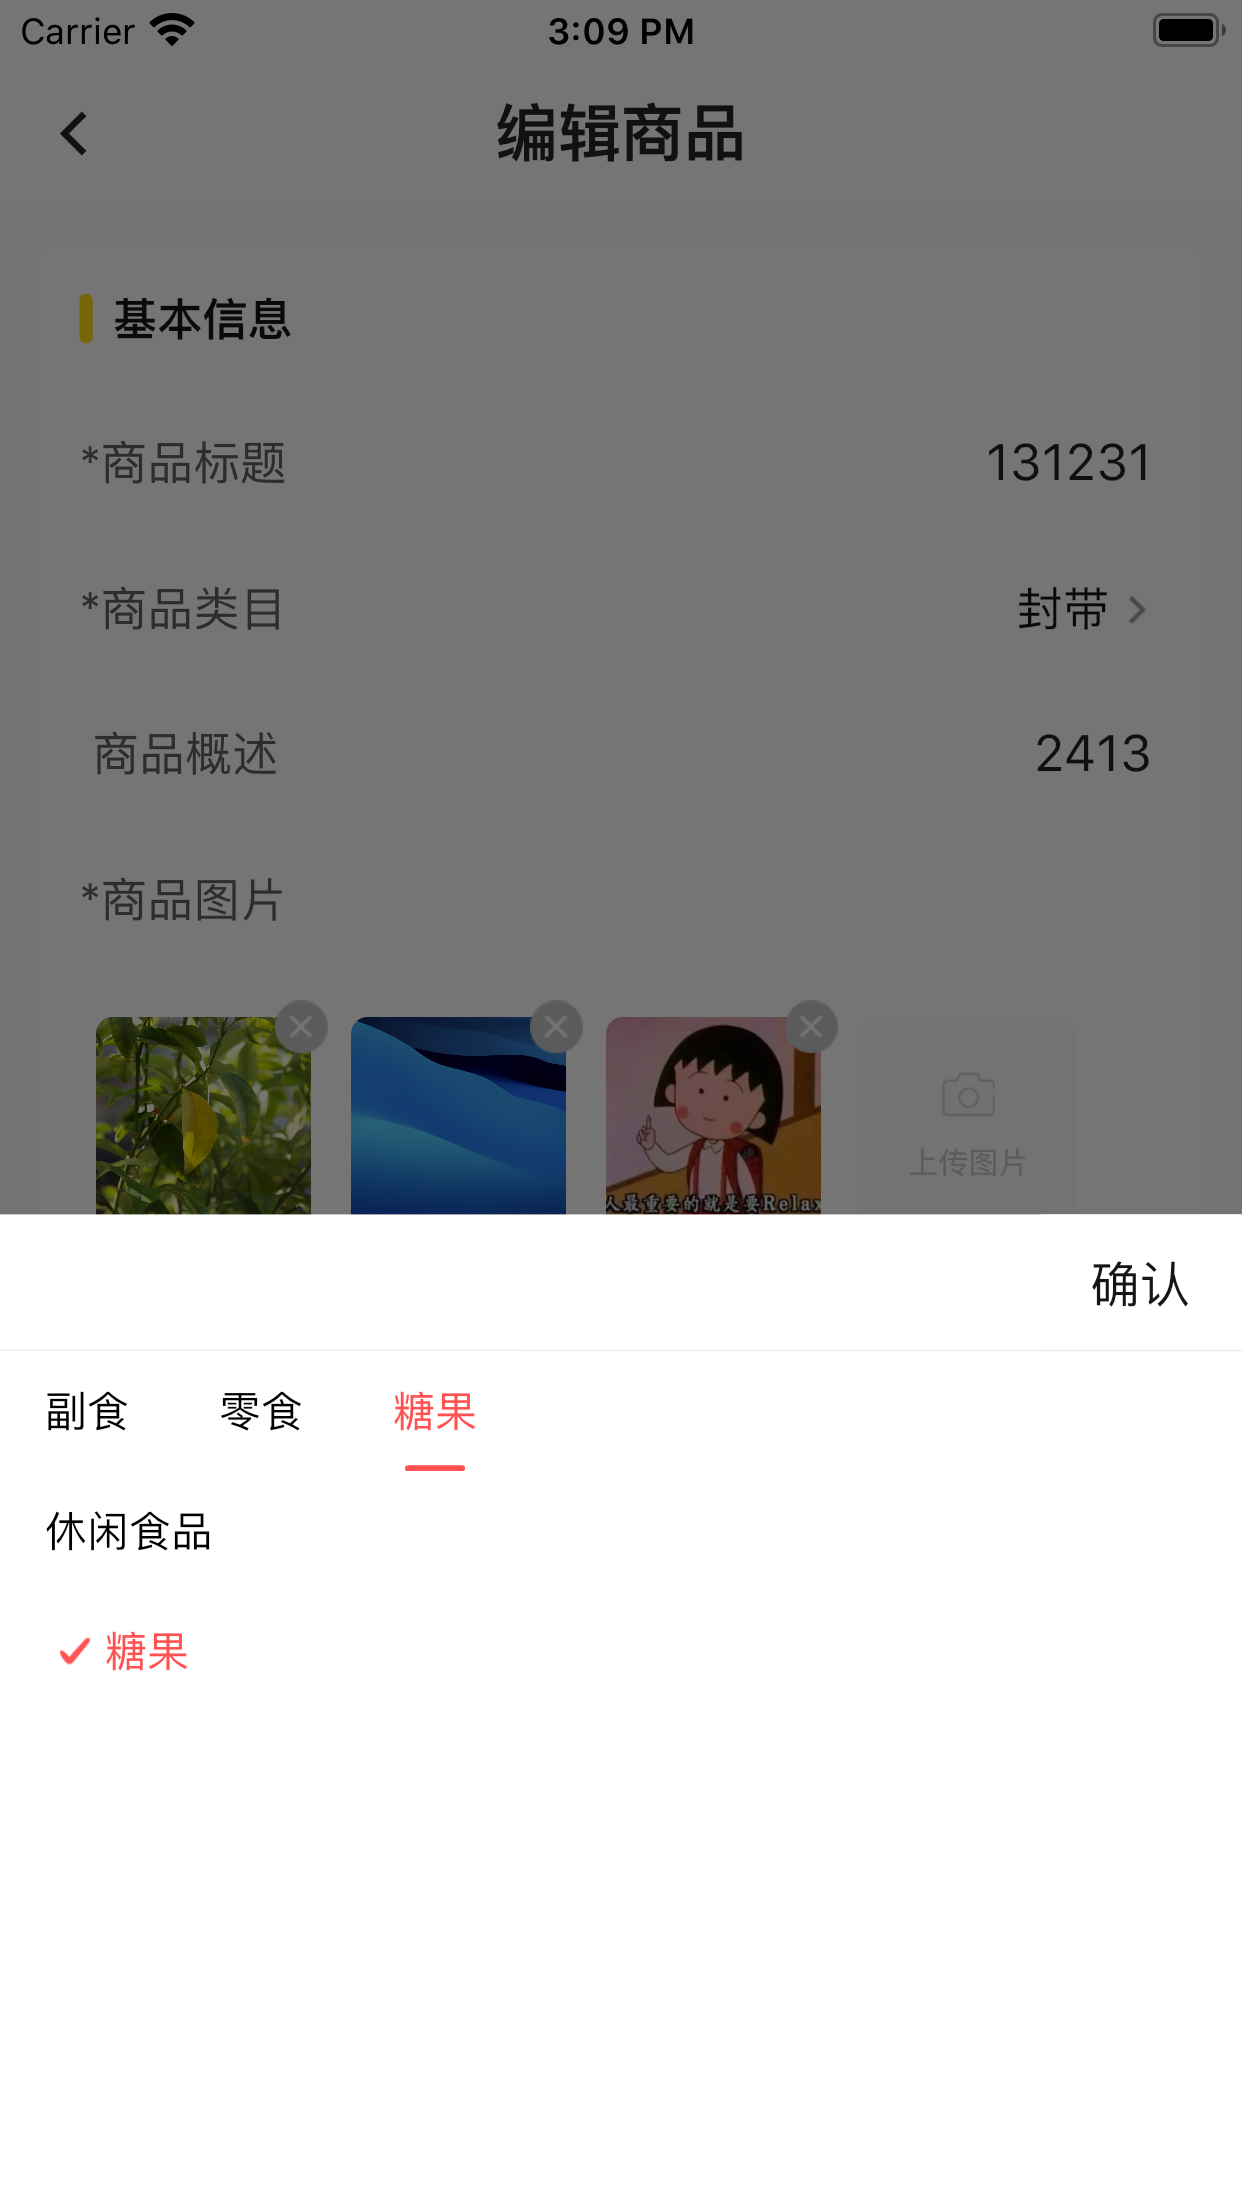 Carrier 3:09 PM
编辑商品
基本信息
*商品标题 131231
*商品类目 封带
商品概述 2413
*商品图片
上传图片
人最重要的就是要Relax
确认
副食 零食 糖果
休闲食品
糖果